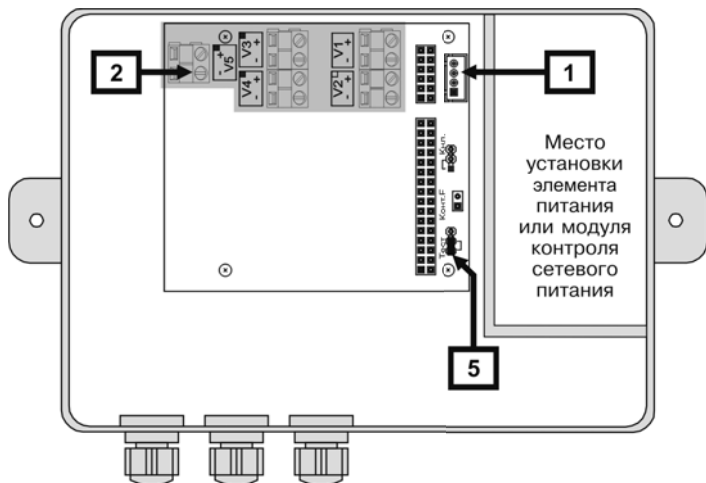 2
V5
+
-
V3
+
-
V4
+
-
V1
+
-
V2
+
-
1
Кнл.
Конт.F
Тест
5
Место
установки
элемента
питания
или модуля
контроля
сетевого
питания